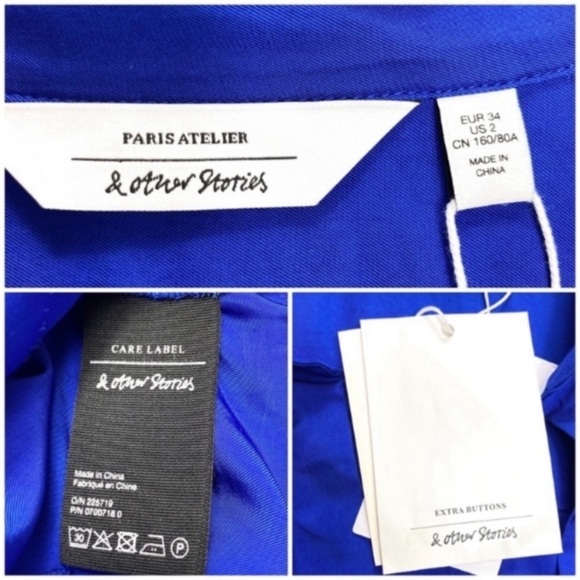 PARIS ATELIER
& other Stories
EUR 34
US 2
CN 160/80A
MADE IN
CHINA
CARE LABEL
& other Stories
Made in China
Fabriqué en Chine
O/N 225719
P/N 0700718 0
30
P
EXTRA BUTTONS
& other Stories